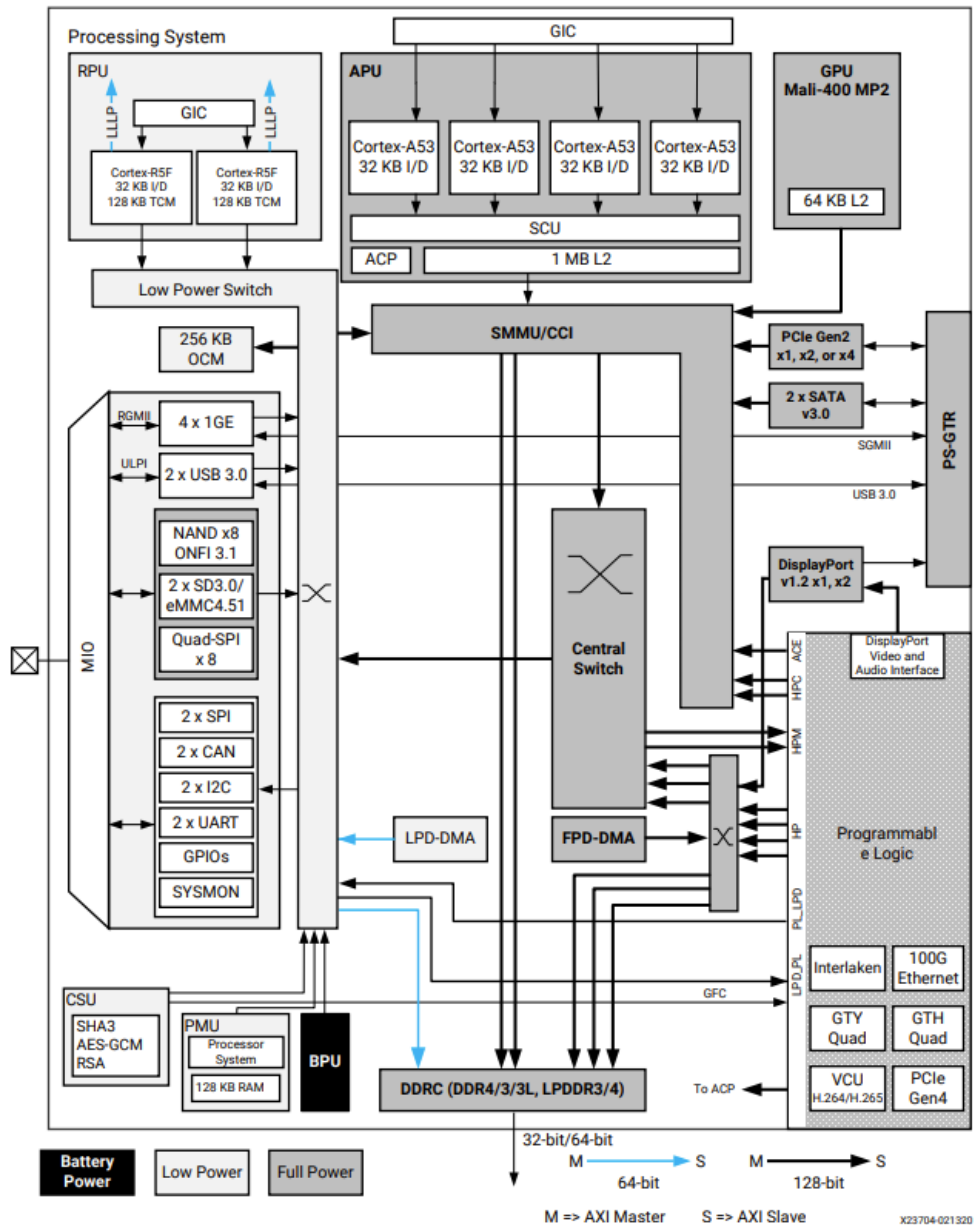 Processing System
RPU
LLLP
GIC
LLLP
Cortex-R5F
32 KB I/D
128 KB TCM
Cortex-R5F
32 KB I/D
128 KB TCM
GIC
APU
Cortex-A53
32 KB I/D
Cortex-A53
32 KB I/D
Cortex-A53
32 KB I/D
Cortex-A53
32 KB I/D
SCU
ACP
1 MB L2
GPU
Mali-400 MP2
64 KB L2
Low Power Switch
256 KB
OCM
SMMU/CCI
PCIe Gen2
x1, x2, or x4
2 x SATA
v3.0
PS-GTR
RGMII
4 x 1GE
SGMII
ULPI
2 x USB 3.0
USB 3.0
NAND x8
ONFI 3.1
2 x SD3.0/
eMMC4.51
Quad-SPI
x 8
MIO
2 x SPI
2 x CAN
2 x I2C
2 x UART
GPIOs
SYSMON
Central
Switch
DisplayPort
v1.2 x1, x2
DisplayPort
Video and
Audio Interface
ACE
HPC
HPM
HP
PL_LPD
LPD_PL
LPD-DMA
FPD-DMA
Programmabl
e Logic
GFC
Interlaken
100G
Ethernet
GTY
Quad
GTH
Quad
VCU
H.264/H.265
PCIe
Gen4
CSU
SHA3
AES-GCM
RSA
PMU
Processor
System
128 KB RAM
BPU
DDRC (DDR4/3/3L, LPDDR3/4)
To ACP
32-bit/64-bit
Battery
Power
Low Power
Full Power
M
S
64-bit
M
S
128-bit
M => AXI Master
S => AXI Slave
X23704-021320